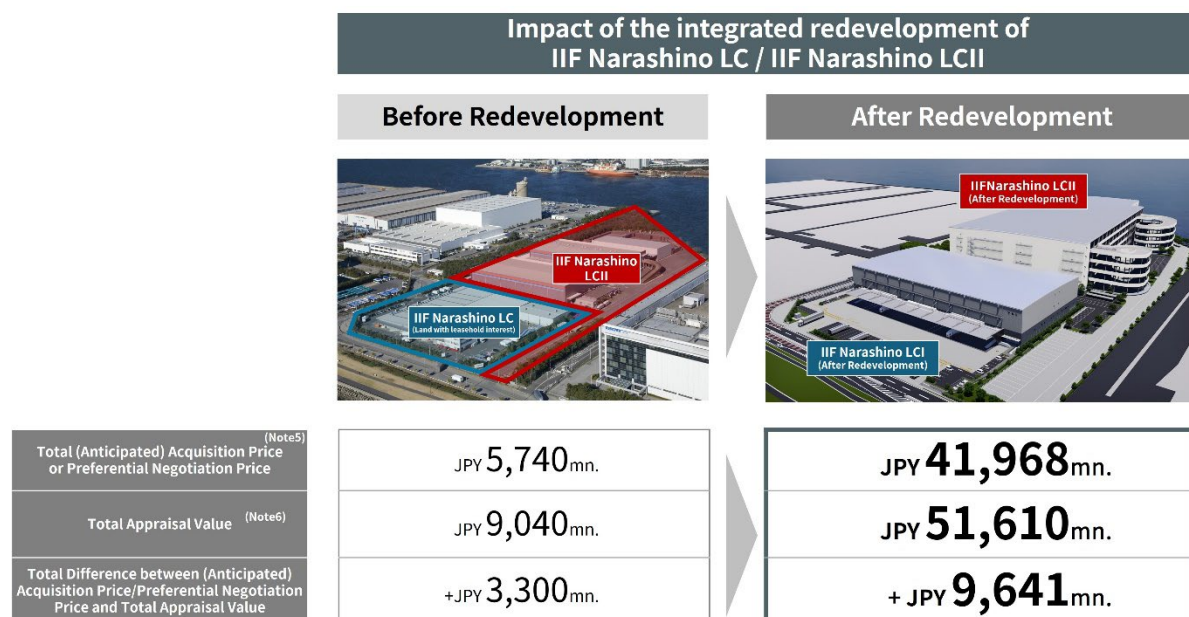 Impact of the integrated redevelopment of
IIF Narashino LC / IIF Narashino LCII
Before Redevelopment
After Redevelopment
IIF Narashino
LCII
IIF Narashino LC
(Land with leasehold interest)
IIFNarashino LCII
(After Redevelopment)
IIF Narashino LCI
(After Redevelopment)
(Note5)
Total (Anticipated) Acquisition Price
or Preferential Negotiation Price
JPY 5,740mn.
JPY 41,968mn.
Total Appraisal Value (Note6)
JPY 9,040mn.
JPY 51,610mn.
Total Difference between (Anticipated)
Acquisition Price/Preferential Negotiation
Price and Total Appraisal Value
+JPY 3,300mn.
+ JPY 9,641mn.